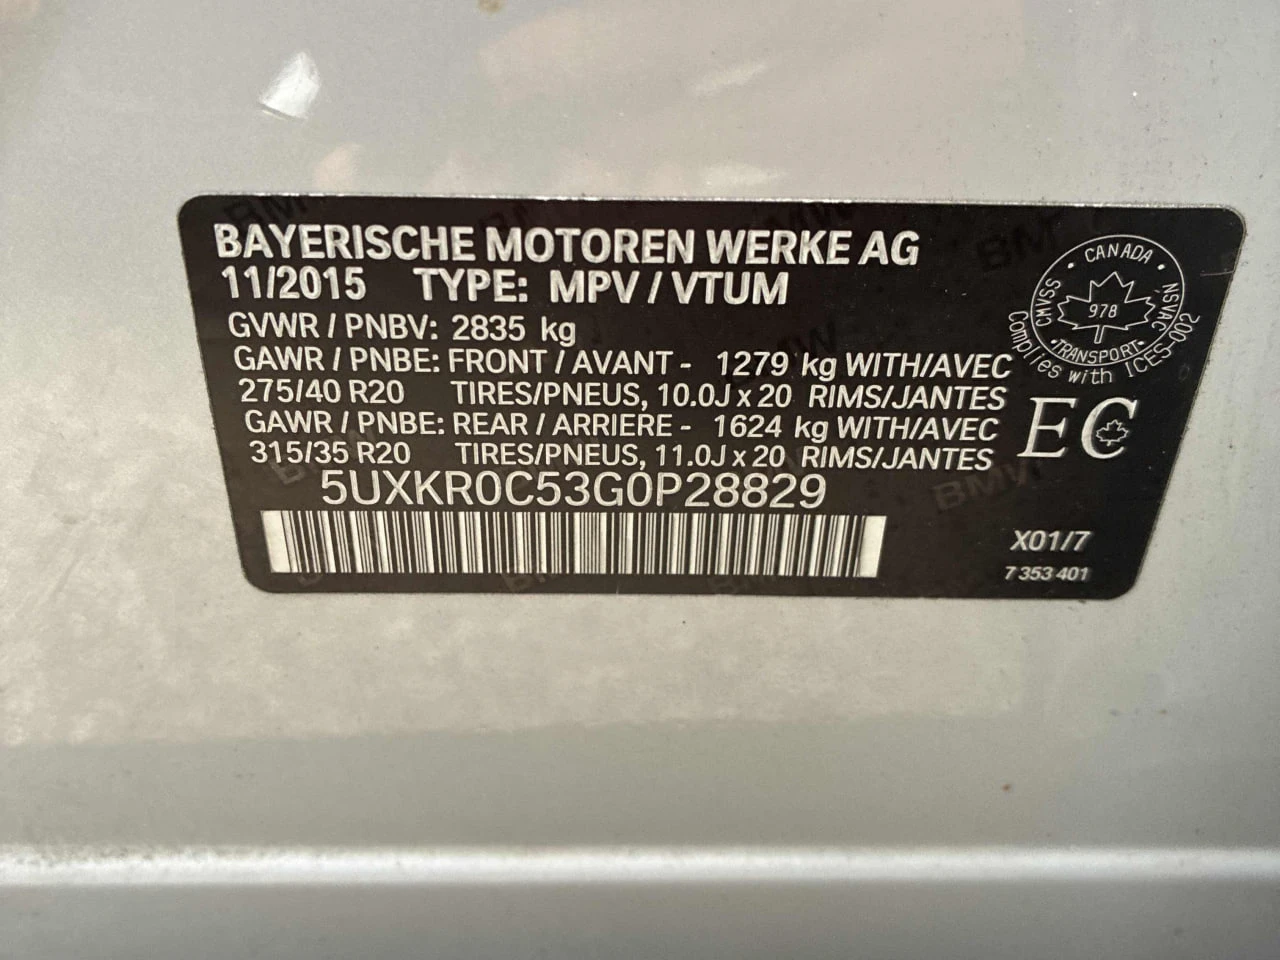 BAYERISCHE MOTOREN WERKE AG
11/2015 TYPE: MPV / VTUM
GVWR / PNBV: 2835 kg
GAWR / PNBE: FRONT / AVANT - 1279 kg WITH/AVEC
275/40 R20 TIRES/PNEUS, 10.0J x 20 RIMS/JANTES
GAWR / PNBE: REAR / ARRIERE - 1624 kg WITH/AVEC
315/35 R20 TIRES/PNEUS, 11.0J x 20 RIMS/JANTES
5UXKR0C53G0P28829
CANADA
CMVSS NSVAC
978
TRANSPORT
Complies with ICES-002
EC
X01/7
7 353 401